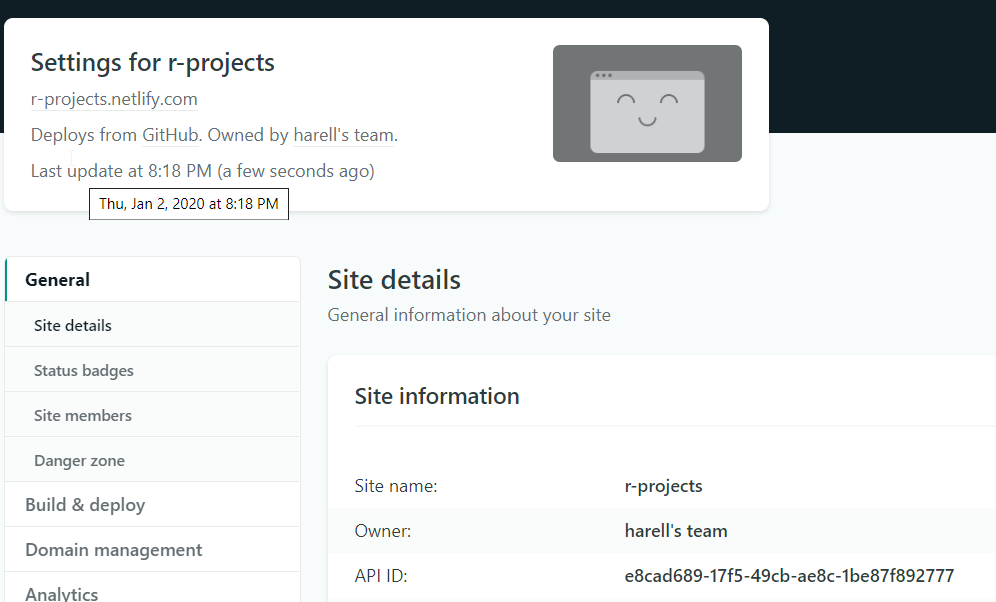 Settings for r-projects
r-projects.netlify.com
Deploys from GitHub. Owned by harell's team.
Last update at 8:18 PM (a few seconds ago)
Thu, Jan 2, 2020 at 8:18 PM
General
Site details
Status badges
Site members
Danger zone
Build & deploy
Domain management
Analytics
Site details
General information about your site
Site information
Site name: r-projects
Owner: harell's team
API ID: e8cad689-17f5-49cb-ae8c-1be87f892777